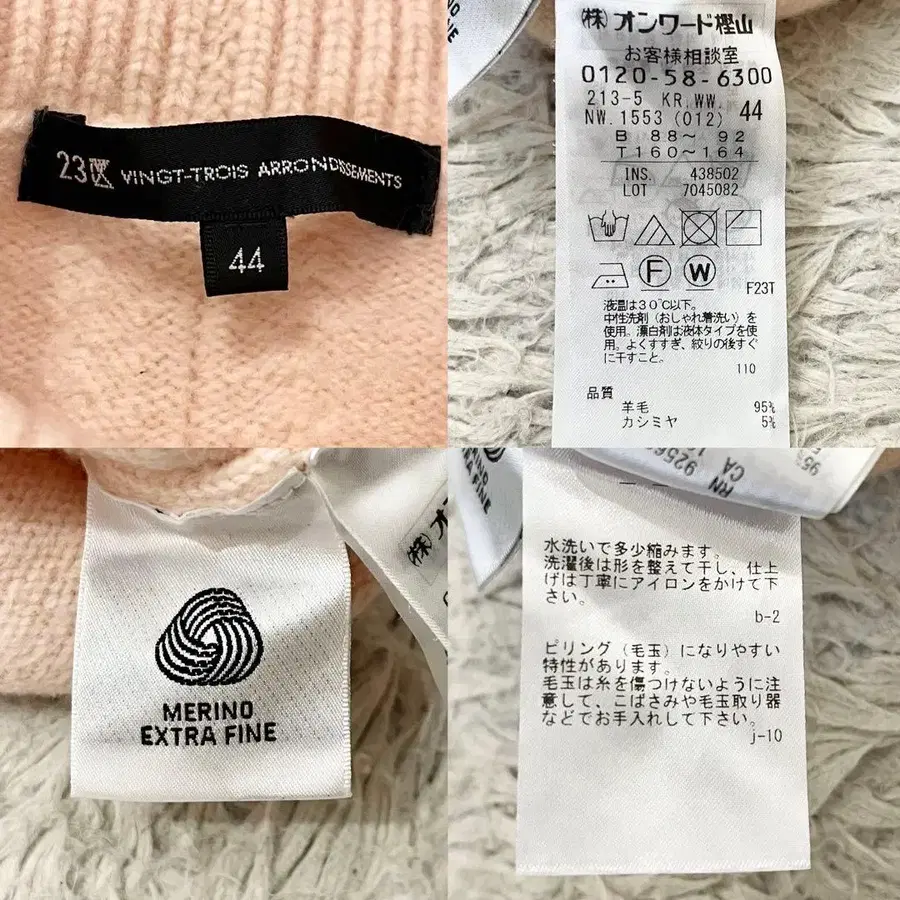 23区 VINGT-TROIS ARRONDISSEMENTS
44
㈱オンワード樫山
お客様相談室
0120-58-6300
213-5 KR.WW.
NW.1553 (012) 44
B 88～ 92
T160～164
INS. 438502
LOT 7045082
F
W
F23T
液温は30℃以下。
中性洗剤（おしゃれ着洗い）を
使用。漂白剤は液体タイプを使
用。よくすすぎ、絞りの後すぐ
に干すこと。
110
品質
羊毛 95%
カシミヤ 5%
MERINO
EXTRA FINE
㈱オ
EXTRA FINE
RN
CA
水洗いで多少縮みます。
洗濯後は形を整えて干し、仕上
げは丁寧にアイロンをかけて下
さい。
b-2
ピリング（毛玉）になりやすい
特性があります。
毛玉は糸を傷つけないように注
意して、こばさみや毛玉取り器
などでお手入れして下さい。
j-10